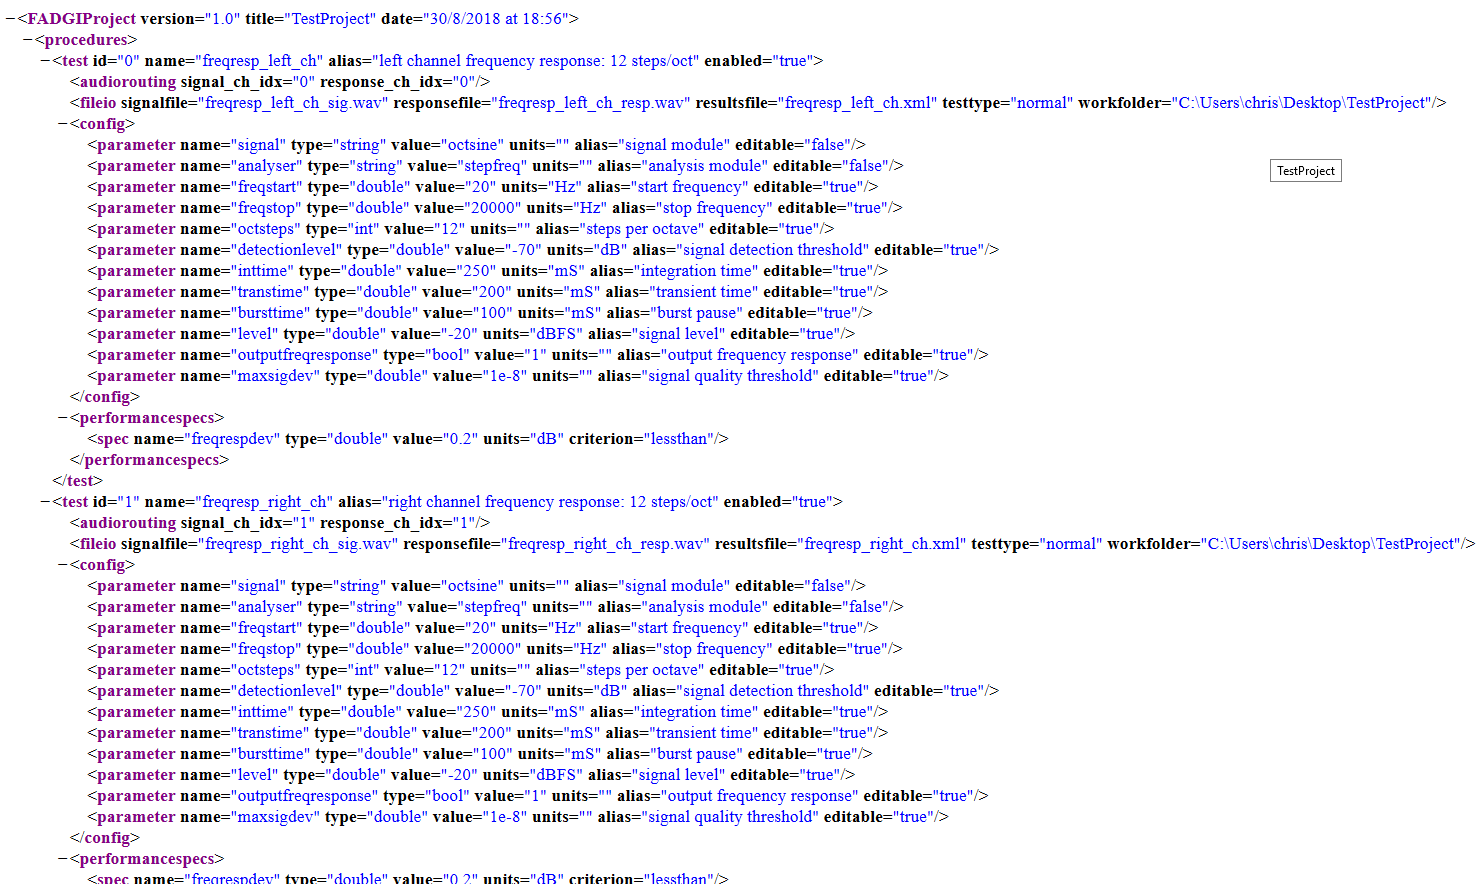 −<FADGIProject version="1.0" title="TestProject" date="30/8/2018 at 18:56">
−<procedures>
−<test id="0" name="freqresp_left_ch" alias="left channel frequency response: 12 steps/oct" enabled="true">
<audiorouting signal_ch_idx="0" response_ch_idx="0"/>
<fileio signalfile="freqresp_left_ch_sig.wav" responsefile="freqresp_left_ch_resp.wav" resultsfile="freqresp_left_ch.xml" testtype="normal" workfolder="C:\Users\chris\Desktop\TestProject"/>
−<config>
<parameter name="signal" type="string" value="octsine" units="" alias="signal module" editable="false"/>
<parameter name="analyser" type="string" value="stepfreq" units="" alias="analysis module" editable="false"/>
TestProject
<parameter name="freqstart" type="double" value="20" units="Hz" alias="start frequency" editable="true"/>
<parameter name="freqstop" type="double" value="20000" units="Hz" alias="stop frequency" editable="true"/>
<parameter name="octsteps" type="int" value="12" units="" alias="steps per octave" editable="true"/>
<parameter name="detectionlevel" type="double" value="-70" units="dB" alias="signal detection threshold" editable="true"/>
<parameter name="inttime" type="double" value="250" units="mS" alias="integration time" editable="true"/>
<parameter name="transtime" type="double" value="200" units="mS" alias="transient time" editable="true"/>
<parameter name="bursttime" type="double" value="100" units="mS" alias="burst pause" editable="true"/>
<parameter name="level" type="double" value="-20" units="dBFS" alias="signal level" editable="true"/>
<parameter name="outputfreqresponse" type="bool" value="1" units="" alias="output frequency response" editable="true"/>
<parameter name="maxsigdev" type="double" value="1e-8" units="" alias="signal quality threshold" editable="true"/>
</config>
−<performancespecs>
<spec name="freqrespdev" type="double" value="0.2" units="dB" criterion="lessthan"/>
</performancespecs>
</test>
−<test id="1" name="freqresp_right_ch" alias="right channel frequency response: 12 steps/oct" enabled="true">
<audiorouting signal_ch_idx="1" response_ch_idx="1"/>
<fileio signalfile="freqresp_right_ch_sig.wav" responsefile="freqresp_right_ch_resp.wav" resultsfile="freqresp_right_ch.xml" testtype="normal" workfolder="C:\Users\chris\Desktop\TestProject"/>
−<config>
<parameter name="signal" type="string" value="octsine" units="" alias="signal module" editable="false"/>
<parameter name="analyser" type="string" value="stepfreq" units="" alias="analysis module" editable="false"/>
<parameter name="freqstart" type="double" value="20" units="Hz" alias="start frequency" editable="true"/>
<parameter name="freqstop" type="double" value="20000" units="Hz" alias="stop frequency" editable="true"/>
<parameter name="octsteps" type="int" value="12" units="" alias="steps per octave" editable="true"/>
<parameter name="detectionlevel" type="double" value="-70" units="dB" alias="signal detection threshold" editable="true"/>
<parameter name="inttime" type="double" value="250" units="mS" alias="integration time" editable="true"/>
<parameter name="transtime" type="double" value="200" units="mS" alias="transient time" editable="true"/>
<parameter name="bursttime" type="double" value="100" units="mS" alias="burst pause" editable="true"/>
<parameter name="level" type="double" value="-20" units="dBFS" alias="signal level" editable="true"/>
<parameter name="outputfreqresponse" type="bool" value="1" units="" alias="output frequency response" editable="true"/>
<parameter name="maxsigdev" type="double" value="1e-8" units="" alias="signal quality threshold" editable="true"/>
</config>
−<performancespecs>
<spec name="freqrespdev" type="double" value="0.2" units="dB" criterion="lessthan"/>